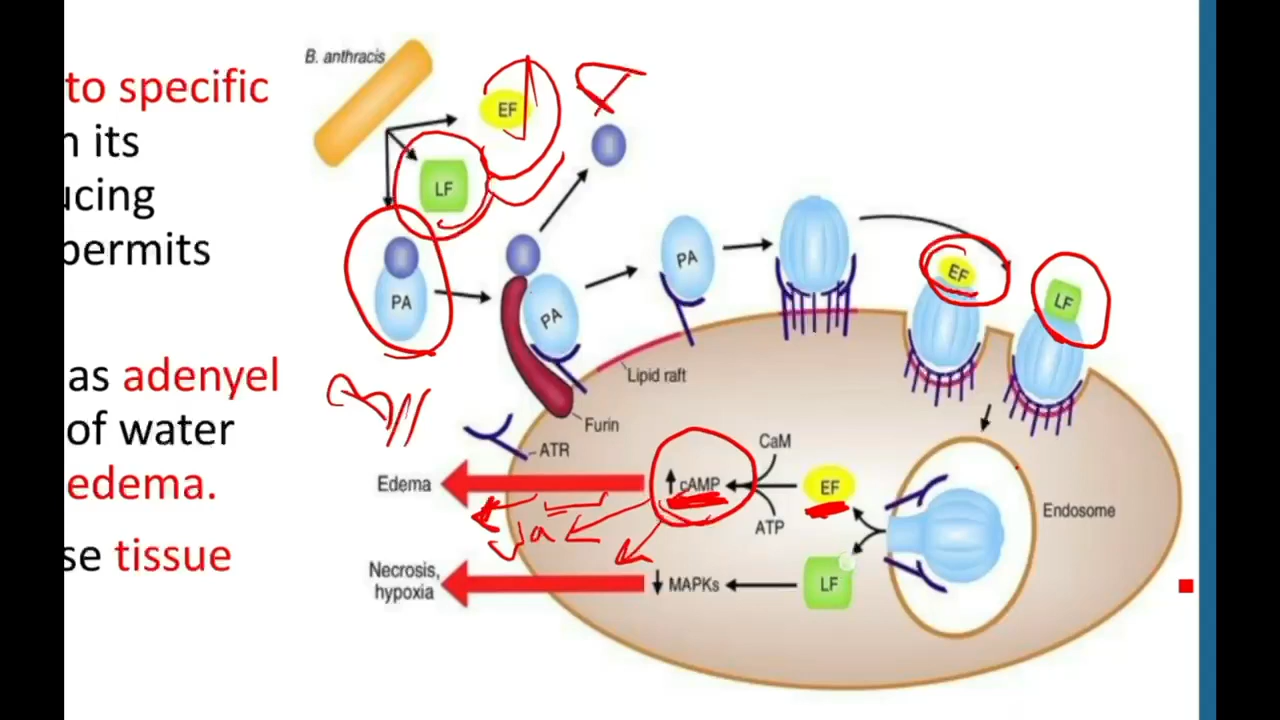 to specific
its
ucing
permits
as adenyel
of water
edema.
se tissue
B. anthracis
EF
LF
PA
PA
PA
EF
LF
Lipid raft
Furin
ATR
CaM
Edema
cAMP
EF
ATP
Endosome
Necrosis,
hypoxia
MAPKs
LF